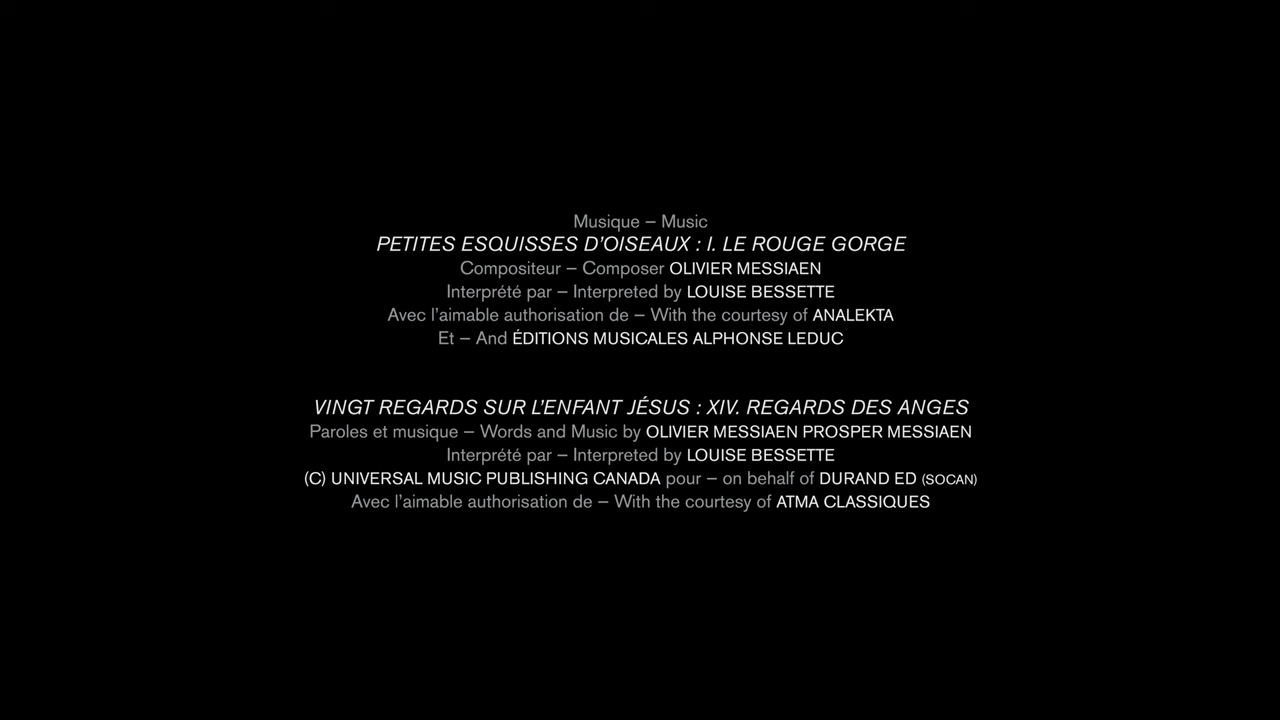 Musique – Music
PETITES ESQUISSES D'OISEAUX : I. LE ROUGE GORGE
Compositeur – Composer OLIVIER MESSIAEN
Interprété par – Interpreted by LOUISE BESSETTE
Avec l'aimable authorisation de – With the courtesy of ANALEKTA
Et – And ÉDITIONS MUSICALES ALPHONSE LEDUC
VINGT REGARDS SUR L'ENFANT JÉSUS : XIV. REGARDS DES ANGES
Paroles et musique – Words and Music by OLIVIER MESSIAEN PROSPER MESSIAEN
Interprété par – Interpreted by LOUISE BESSETTE
(C) UNIVERSAL MUSIC PUBLISHING CANADA pour – on behalf of DURAND ED (SOCAN)
Avec l'aimable authorisation de – With the courtesy of ATMA CLASSIQUES